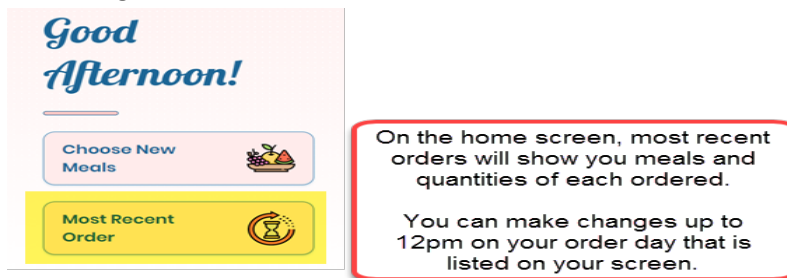 Good
Afternoon!
Choose New
Meals
Most Recent
Order
On the home screen, most recent
orders will show you meals and
quantities of each ordered.
You can make changes up to
12pm on your order day that is
listed on your screen.